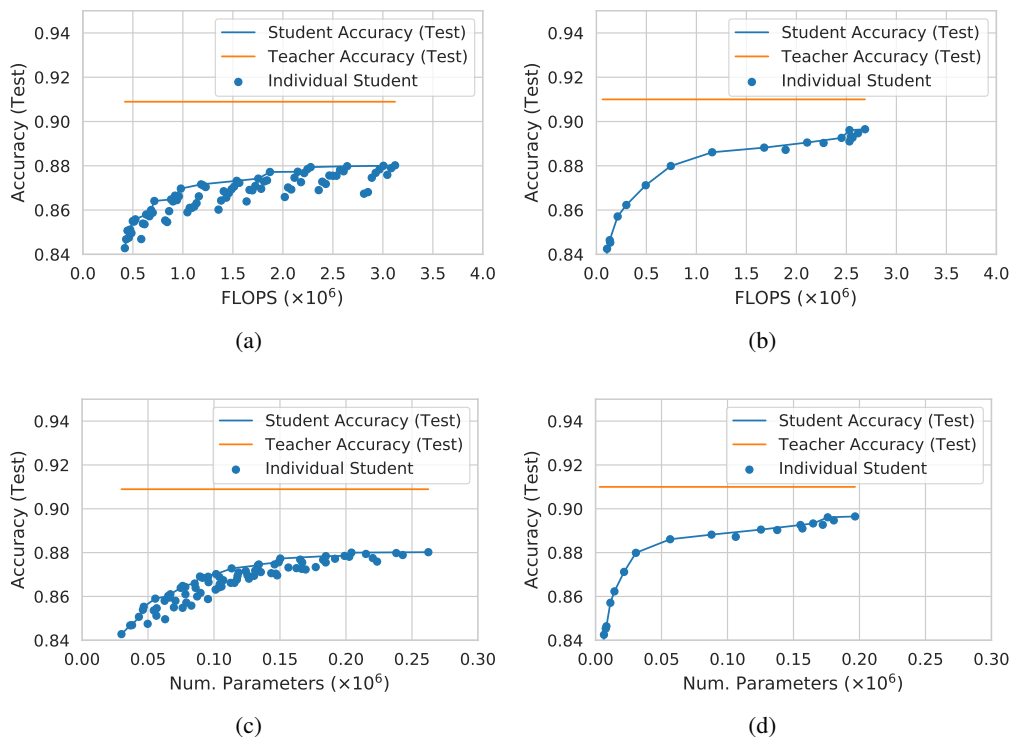 Accuracy (Test)
0.94
0.92
0.90
0.88
0.86
0.84
Student Accuracy (Test)
Teacher Accuracy (Test)
Individual Student
0.0 0.5 1.0 1.5 2.0 2.5 3.0 3.5 4.0
FLOPS (×10⁶)
(a)
Accuracy (Test)
0.94
0.92
0.90
0.88
0.86
0.84
Student Accuracy (Test)
Teacher Accuracy (Test)
Individual Student
0.0 0.5 1.0 1.5 2.0 2.5 3.0 3.5 4.0
FLOPS (×10⁶)
(b)
Accuracy (Test)
0.94
0.92
0.90
0.88
0.86
0.84
Student Accuracy (Test)
Teacher Accuracy (Test)
Individual Student
0.00 0.05 0.10 0.15 0.20 0.25 0.30
Num. Parameters (×10⁶)
(c)
Accuracy (Test)
0.94
0.92
0.90
0.88
0.86
0.84
Student Accuracy (Test)
Teacher Accuracy (Test)
Individual Student
0.00 0.05 0.10 0.15 0.20 0.25 0.30
Num. Parameters (×10⁶)
(d)